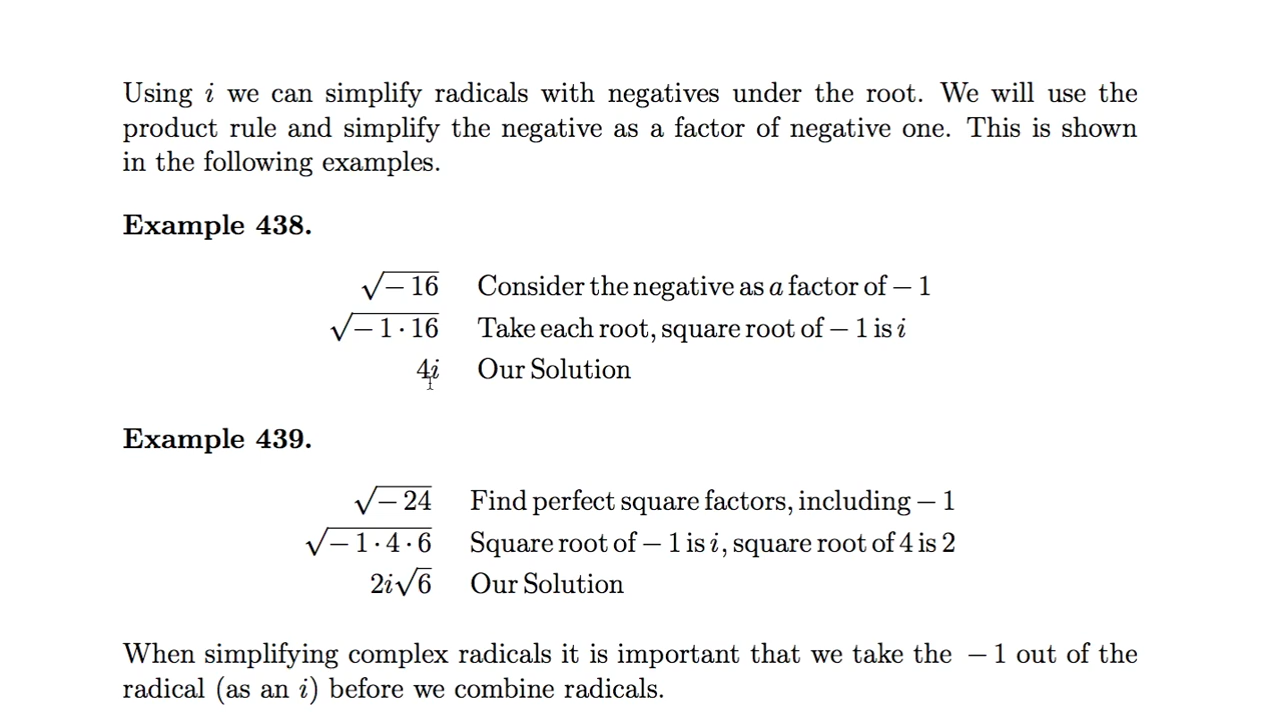 Using i we can simplify radicals with negatives under the root. We will use the
product rule and simplify the negative as a factor of negative one. This is shown
in the following examples.
Example 438.
√−16 Consider the negative as a factor of −1
√−1·16 Take each root, square root of −1 is i
4i Our Solution
Example 439.
√−24 Find perfect square factors, including −1
√−1·4·6 Square root of −1 is i, square root of 4 is 2
2i√6 Our Solution
When simplifying complex radicals it is important that we take the −1 out of the
radical (as an i) before we combine radicals.